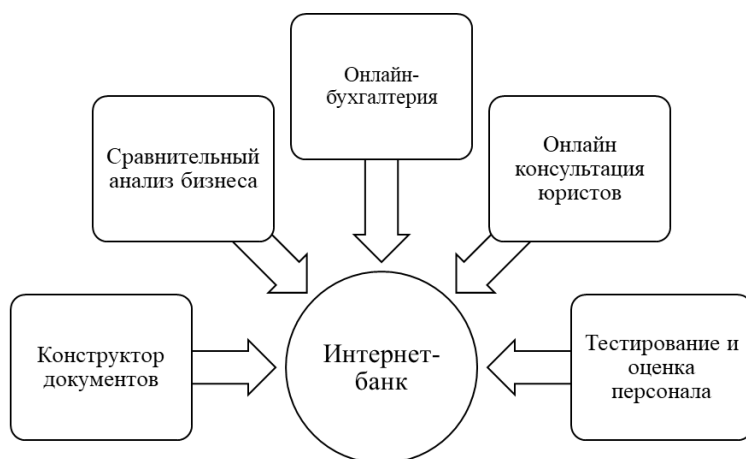 Онлайн-
бухгалтерия
Сравнительный
анализ бизнеса
Онлайн
консультация
юристов
Конструктор
документов
Интернет-
банк
Тестирование и
оценка
персонала